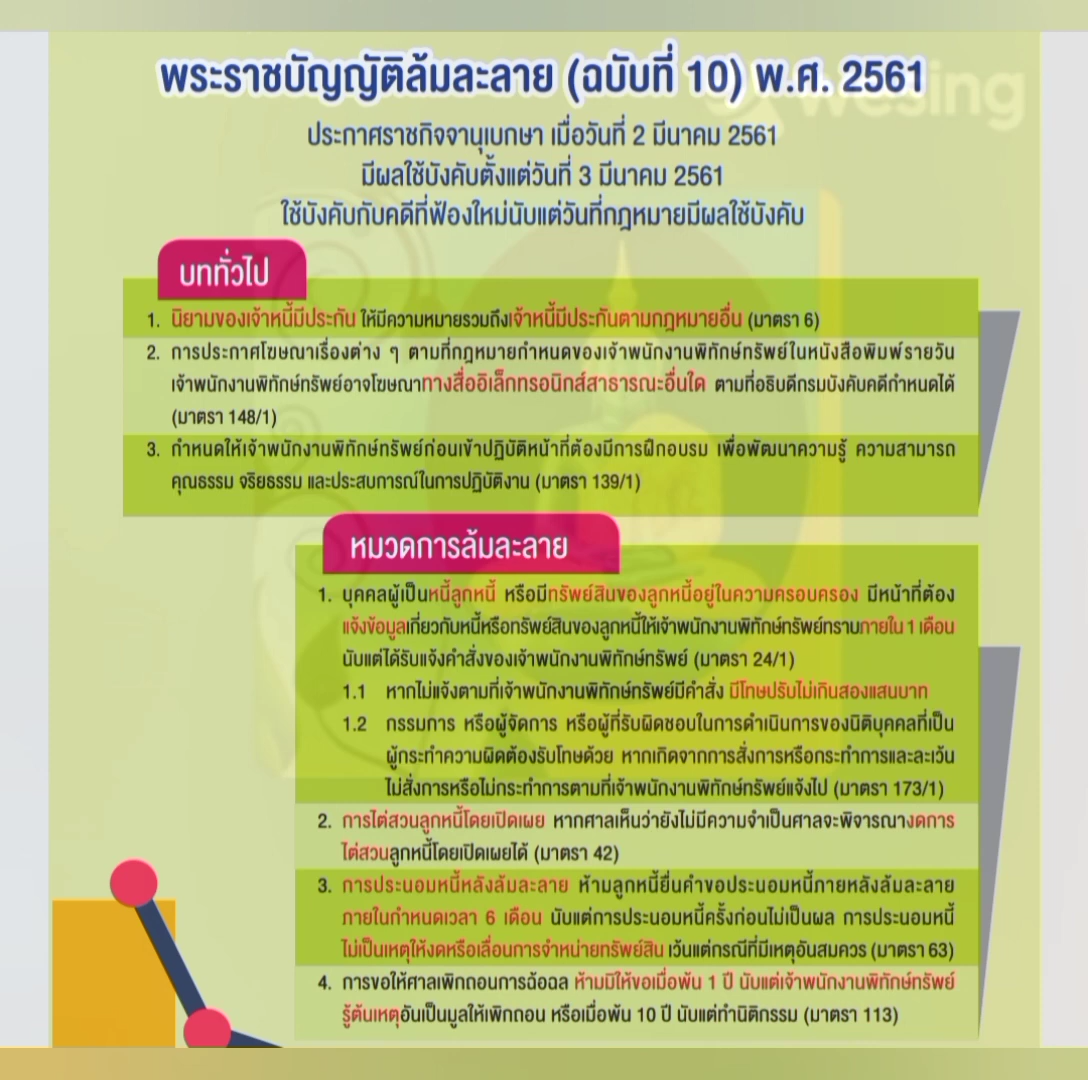 พระราชบัญญัติล้มละลาย (ฉบับที่ 10) พ.ศ. 2561
wesing
ประกาศราชกิจจานุเบกษา เมื่อวันที่ 2 มีนาคม 2561
มีผลใช้บังคับตั้งแต่วันที่ 3 มีนาคม 2561
ใช้บังคับกับคดีที่ฟ้องใหม่นับแต่วันที่กฎหมายมีผลใช้บังคับ
บททั่วไป
1. นิยามของเจ้าหนี้มีประกัน ให้มีความหมายรวมถึงเจ้าหนี้มีประกันตามกฎหมายอื่น (มาตรา 6)
2. การประกาศโฆษณาเรื่องต่าง ๆ ตามที่กฎหมายกำหนดของเจ้าพนักงานพิทักษ์ทรัพย์ในหนังสือพิมพ์รายวัน
เจ้าพนักงานพิทักษ์ทรัพย์อาจโฆษณาทางสื่ออิเล็กทรอนิกส์สาธารณะอื่นใด ตามที่อธิบดีกรมบังคับคดีกำหนดได้
(มาตรา 148/1)
3. กำหนดให้เจ้าพนักงานพิทักษ์ทรัพย์ก่อนเข้าปฏิบัติหน้าที่ต้องมีการฝึกอบรม เพื่อพัฒนาความรู้ ความสามารถ
คุณธรรม จริยธรรม และประสบการณ์ในการปฏิบัติงาน (มาตรา 139/1)
หมวดการล้มละลาย
1. บุคคลผู้เป็นหนี้ลูกหนี้ หรือมีทรัพย์สินของลูกหนี้อยู่ในความครอบครอง มีหน้าที่ต้อง
แจ้งข้อมูลเกี่ยวกับหนี้หรือทรัพย์สินของลูกหนี้ให้เจ้าพนักงานพิทักษ์ทรัพย์ทราบภายใน 1 เดือน
นับแต่ได้รับแจ้งคำสั่งของเจ้าพนักงานพิทักษ์ทรัพย์ (มาตรา 24/1)
1.1 หากไม่แจ้งตามที่เจ้าพนักงานพิทักษ์ทรัพย์มีคำสั่ง มีโทษปรับไม่เกินสองแสนบาท
1.2 กรรมการ หรือผู้จัดการ หรือผู้ที่รับผิดชอบในการดำเนินการของนิติบุคคลที่เป็น
ผู้กระทำความผิดต้องรับโทษด้วย หากเกิดจากการสั่งการหรือกระทำการและละเว้น
ไม่สั่งการหรือไม่กระทำการตามที่เจ้าพนักงานพิทักษ์ทรัพย์แจ้งไป (มาตรา 173/1)
2. การไต่สวนลูกหนี้โดยเปิดเผย หากศาลเห็นว่ายังไม่มีความจำเป็นศาลจะพิจารณางดการ
ไต่สวนลูกหนี้โดยเปิดเผยได้ (มาตรา 42)
3. การประนอมหนี้หลังล้มละลาย ห้ามลูกหนี้ยื่นคำขอประนอมหนี้ภายหลังล้มละลาย
ภายในกำหนดเวลา 6 เดือน นับแต่การประนอมหนี้ครั้งก่อนไม่เป็นผล การประนอมหนี้
ไม่เป็นเหตุให้งดหรือเลื่อนการจำหน่ายทรัพย์สิน เว้นแต่กรณีที่มีเหตุอันสมควร (มาตรา 63)
4. การขอให้ศาลเพิกถอนการฉ้อฉล ห้ามมิให้ขอเมื่อพ้น 1 ปี นับแต่เจ้าพนักงานพิทักษ์ทรัพย์
รู้ต้นเหตุอันเป็นมูลให้เพิกถอน หรือเมื่อพ้น 10 ปี นับแต่ทำนิติกรรม (มาตรา 113)